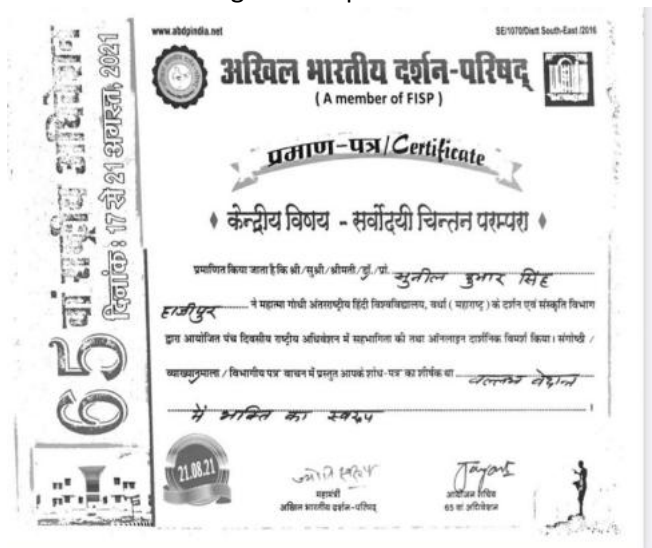 www.abdpindia.net
SE/1070/Distt South-East /2016
अखिल भारतीय दर्शन-परिषद्
( A member of FISP )
प्रमाण-पत्र/Certificate
केन्द्रीय विषय - सर्वोदयी चिन्तन परम्परा
प्रमाणित किया जाता है कि श्री/सुश्री/श्रीमती/डॉ./प्रो. सुनील कुमार सिंह
हाजीपुर ने महात्मा गांधी अंतरराष्ट्रीय हिंदी विश्वविद्यालय, वर्धा ( महाराष्ट्र ) के दर्शन एवं संस्कृति विभाग
द्वारा आयोजित पंच दिवसीय राष्ट्रीय अधिवेशन में सहभागिता की तथा ऑनलाइन दार्शनिक विमर्श किया। संगोष्ठी /
व्याख्यानमाला / विभागीय पत्र वाचन में प्रस्तुत आपके शोध-पत्र का शीर्षक था वल्लभ वेदान्त
में भक्ति का स्वरूप ।
21.08.21
महामंत्री
अखिल भारतीय दर्शन-परिषद्
आयोजन सचिव
65 वां अधिवेशन
65 वां राष्ट्रीय अधिवेशन
दिनांक: 17 से 21 अगस्त, 2021